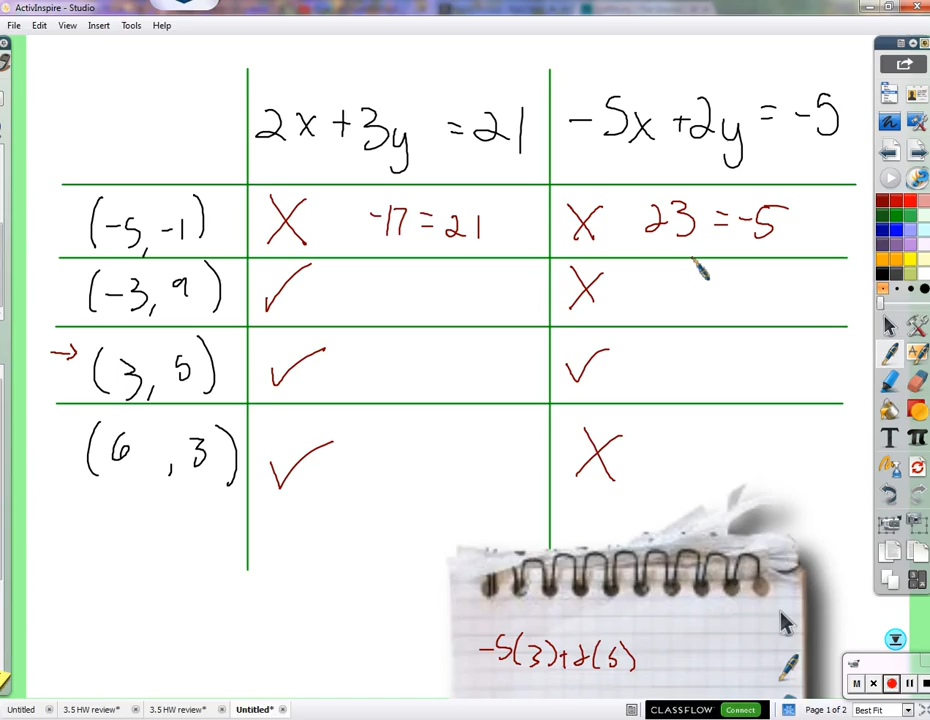 ActivInspire - Studio
File Edit View Insert Tools Help
2x + 3y = 21
-5x + 2y = -5
(-5, -1) X -17 = 21 X 23 = -5
(-3, 9) ✓ X
→ (3, 5) ✓ ✓
(6, 3) ✓ X
-5(3)+2(5)
M
Untitled 3.5 HW review* 3.5 HW review* Untitled* CLASSFLOW Connect Page 1 of 2 Best Fit